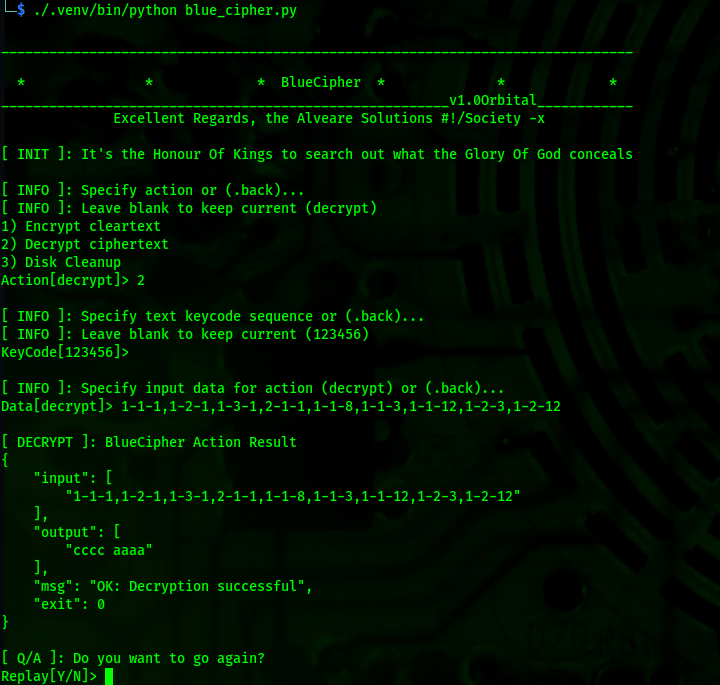 └─$ ./.venv/bin/python blue_cipher.py
_______________________________________________________________________________
* * * BlueCipher * * *
________________________________________________________v1.0Orbital____________
Excellent Regards, the Alveare Solutions #!/Society -x
[ INIT ]: It's the Honour Of Kings to search out what the Glory Of God conceals
[ INFO ]: Specify action or (.back)...
[ INFO ]: Leave blank to keep current (decrypt)
1) Encrypt cleartext
2) Decrypt ciphertext
3) Disk Cleanup
Action[decrypt]> 2
[ INFO ]: Specify text keycode sequence or (.back)...
[ INFO ]: Leave blank to keep current (123456)
KeyCode[123456]>
[ INFO ]: Specify input data for action (decrypt) or (.back)...
Data[decrypt]> 1-1-1,1-2-1,1-3-1,2-1-1,1-1-8,1-1-3,1-1-12,1-2-3,1-2-12
[ DECRYPT ]: BlueCipher Action Result
{
"input": [
"1-1-1,1-2-1,1-3-1,2-1-1,1-1-8,1-1-3,1-1-12,1-2-3,1-2-12"
],
"output": [
"cccc aaaa"
],
"msg": "OK: Decryption successful",
"exit": 0
}
[ Q/A ]: Do you want to go again?
Replay[Y/N]>